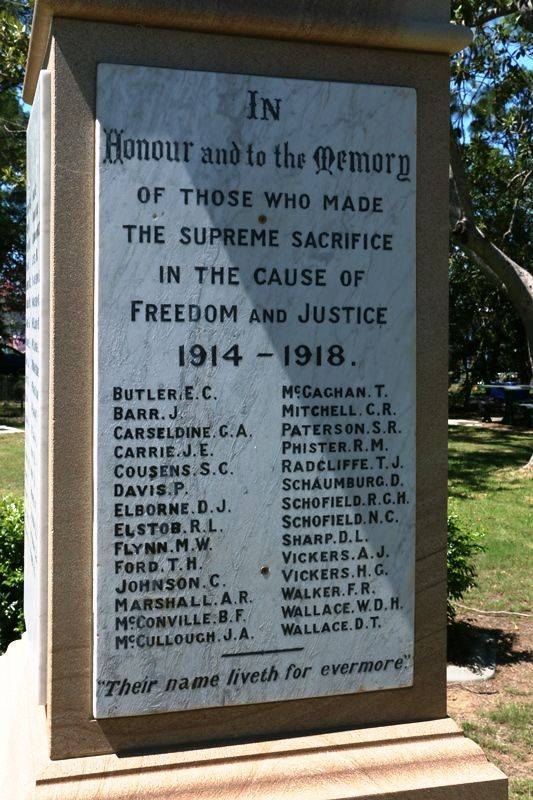 IN
Honour and to the Memory
OF THOSE WHO MADE
THE SUPREME SACRIFICE
IN THE CAUSE OF
FREEDOM AND JUSTICE
1914 - 1918.
BUTLER. E. C.
BARR. J.
CARSELDINE. G. A.
CARRIE. J. E.
COUSENS. S. C.
DAVIS. P.
ELBORNE. D. J.
ELSTOB. R. L.
FLYNN. M. W.
FORD. T. H.
JOHNSON. C.
MARSHALL. A. R.
McCONVILLE. B. F.
McCULLOUGH. J. A.
McGAGHAN. T.
MITCHELL. C. R.
PATERSON. S. R.
PHISTER. R. M.
RADCLIFFE. T. J.
SCHAUMBURG. D.
SCHOFIELD. R. G. H.
SCHOFIELD. N. C.
SHARP. D. L.
VICKERS. A. J.
VICKERS. H. G.
WALKER. F. R.
WALLACE. W. D. H.
WALLACE. D. T.
"Their name liveth for evermore".